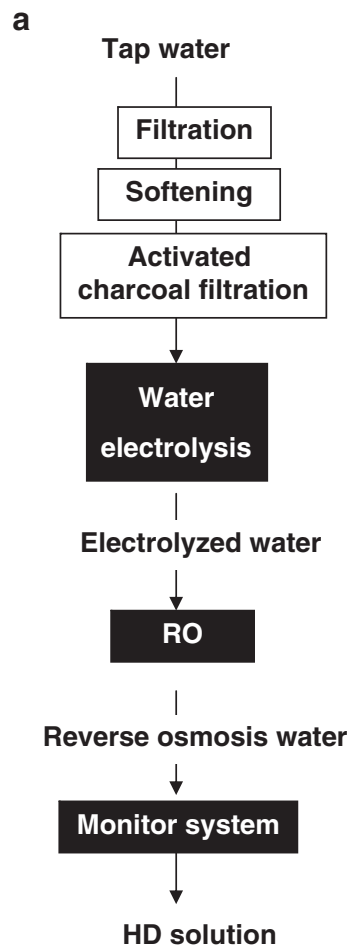 a
Tap water
Filtration
Softening
Activated
charcoal filtration
Water
electrolysis
Electrolyzed water
RO
Reverse osmosis water
Monitor system
HD solution